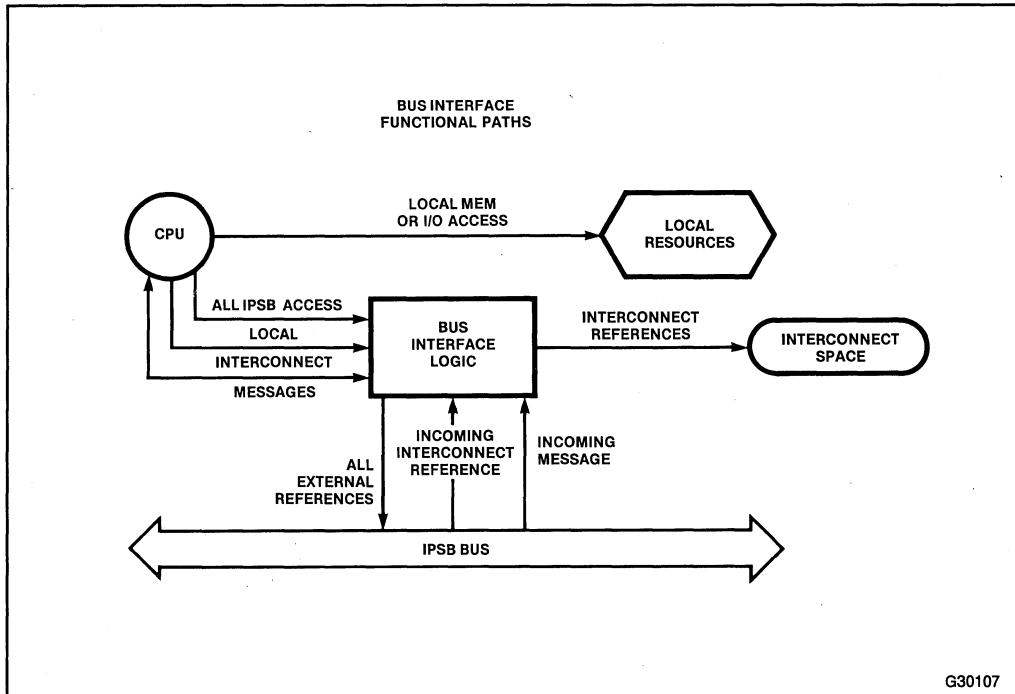 BUS INTERFACE
FUNCTIONAL PATHS
LOCAL MEM
OR I/O ACCESS
CPU
LOCAL
RESOURCES
ALL IPSB ACCESS
LOCAL
INTERCONNECT
MESSAGES
BUS
INTERFACE
LOGIC
INTERCONNECT
REFERENCES
INTERCONNECT
SPACE
ALL
EXTERNAL
REFERENCES
INCOMING
INTERCONNECT
REFERENCE
INCOMING
MESSAGE
IPSB BUS
G30107